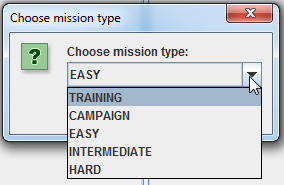 Choose mission type
?
Choose mission type:
EASY
TRAINING
CAMPAIGN
EASY
INTERMEDIATE
HARD